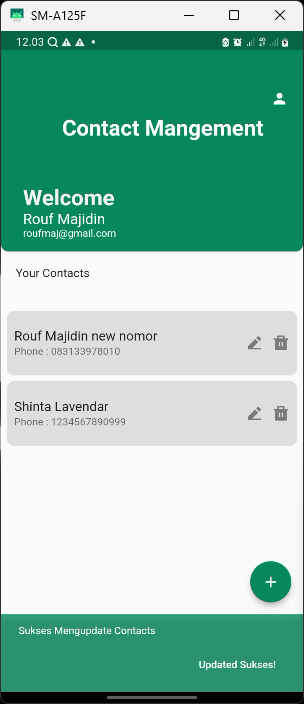 SM-A125F
12.03
Contact Mangement
Welcome
Rouf Majidin
roufmaj@gmail.com
Your Contacts
Rouf Majidin new nomor
Phone : 083133978010
Shinta Lavendar
Phone : 1234567890999
Sukses Mengupdate Contacts
Updated Sukses!